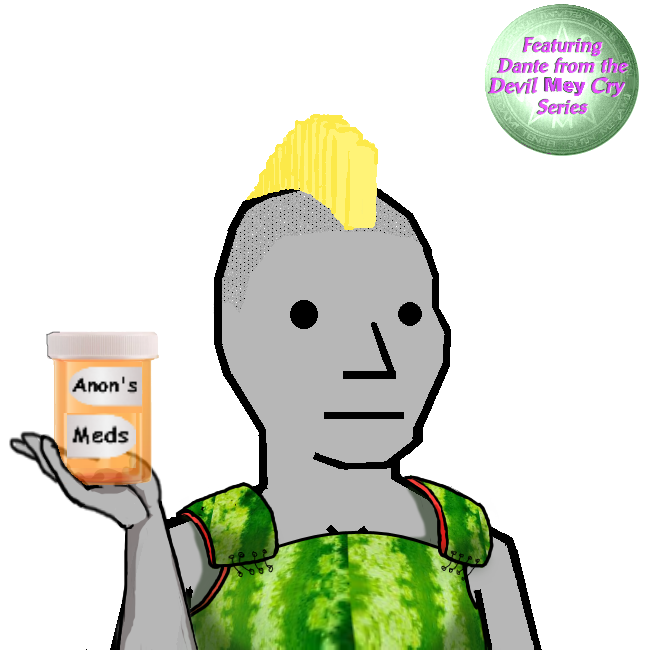 Featuring
Dante from the
Devil Mey Cry
Series
Anon's
Meds